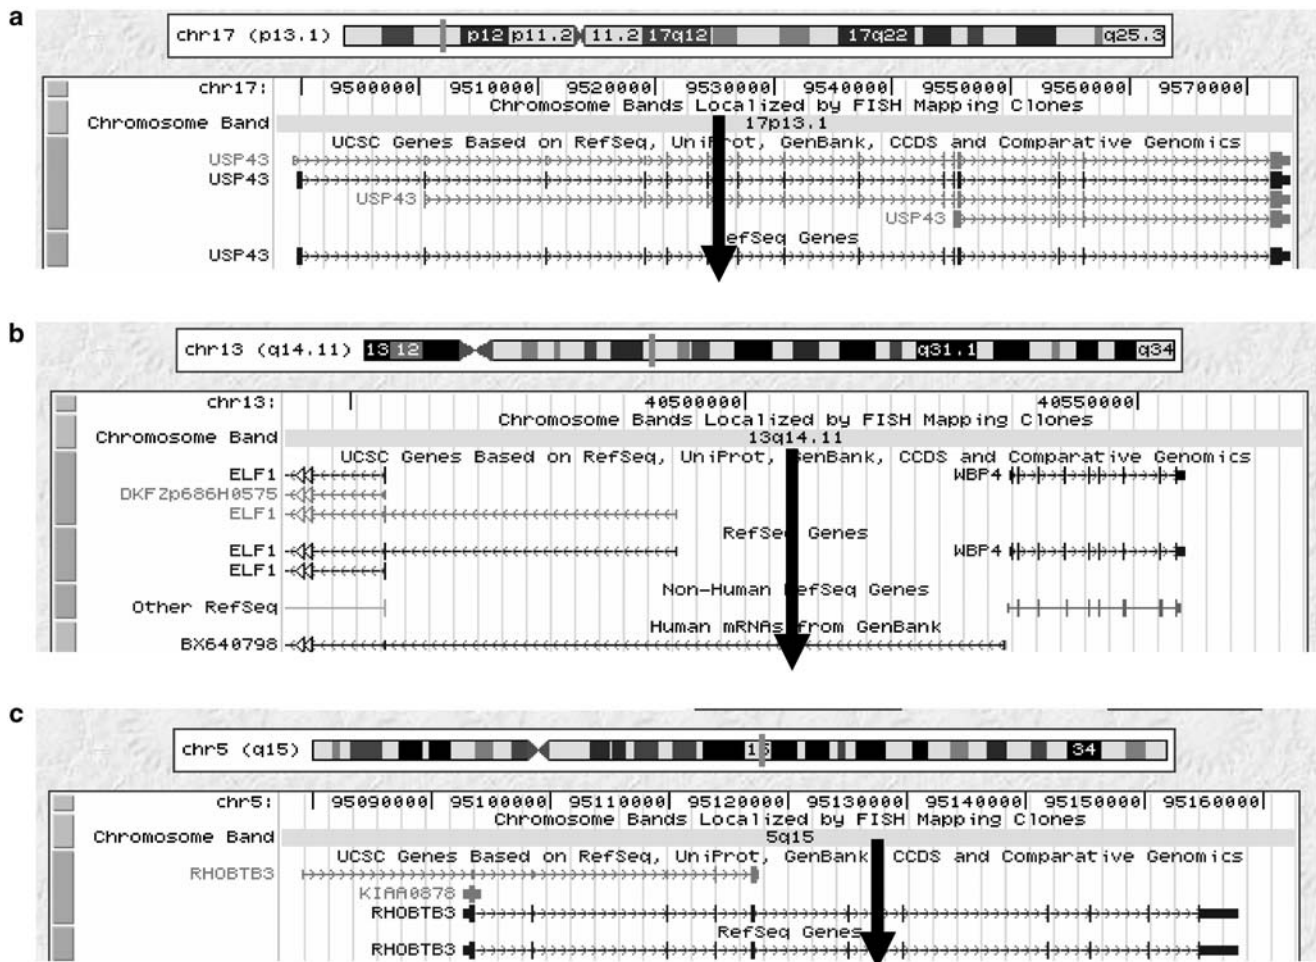 a
chr17 (p13.1) p12 p11.2 11.2 17q12 17q22 q25.3
chr17: 9500000 9510000 9520000 9530000 9540000 9550000 9560000 9570000
Chromosome Bands Localized by FISH Mapping Clones
Chromosome Band 17p13.1
UCSC Genes Based on RefSeq, UniProt, GenBank, CCDS and Comparative Genomics
USP43
USP43
USP43
USP43
RefSeq Genes
USP43
b
chr13 (q14.11) 13 12 q31.1 q34
chr13: 40500000 40550000
Chromosome Bands Localized by FISH Mapping Clones
Chromosome Band 13q14.11
UCSC Genes Based on RefSeq, UniProt, GenBank, CCDS and Comparative Genomics
ELF1 WBP4
DKFZp686H0575
ELF1
RefSeq Genes
ELF1 WBP4
ELF1
Non-Human RefSeq Genes
Other RefSeq
Human mRNAs from GenBank
BX640798
c
chr5 (q15) 15 34
chr5: 95090000 95100000 95110000 95120000 95130000 95140000 95150000 95160000
Chromosome Bands Localized by FISH Mapping Clones
Chromosome Band 5q15
UCSC Genes Based on RefSeq, UniProt, GenBank CCDS and Comparative Genomics
RHOBTB3
KIAA0878
RHOBTB3
RefSeq Genes
RHOBTB3